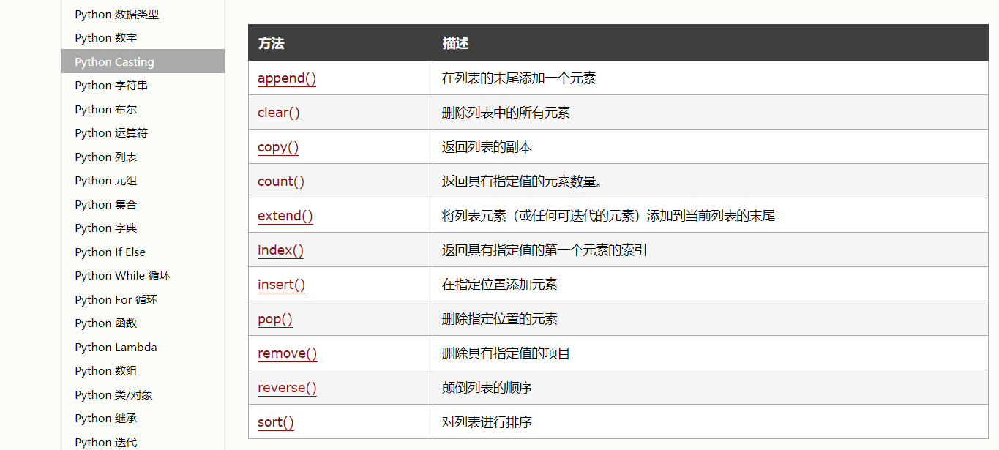 Python 数据类型
Python 数字
Python Casting
Python 字符串
Python 布尔
Python 运算符
Python 列表
Python 元组
Python 集合
Python 字典
Python If Else
Python While 循环
Python For 循环
Python 函数
Python Lambda
Python 数组
Python 类/对象
Python 继承
Python 迭代
方法 描述
append() 在列表的末尾添加一个元素
clear() 删除列表中的所有元素
copy() 返回列表的副本
count() 返回具有指定值的元素数量。
extend() 将列表元素（或任何可迭代的元素）添加到当前列表的末尾
index() 返回具有指定值的第一个元素的索引
insert() 在指定位置添加元素
pop() 删除指定位置的元素
remove() 删除具有指定值的项目
reverse() 颠倒列表的顺序
sort() 对列表进行排序